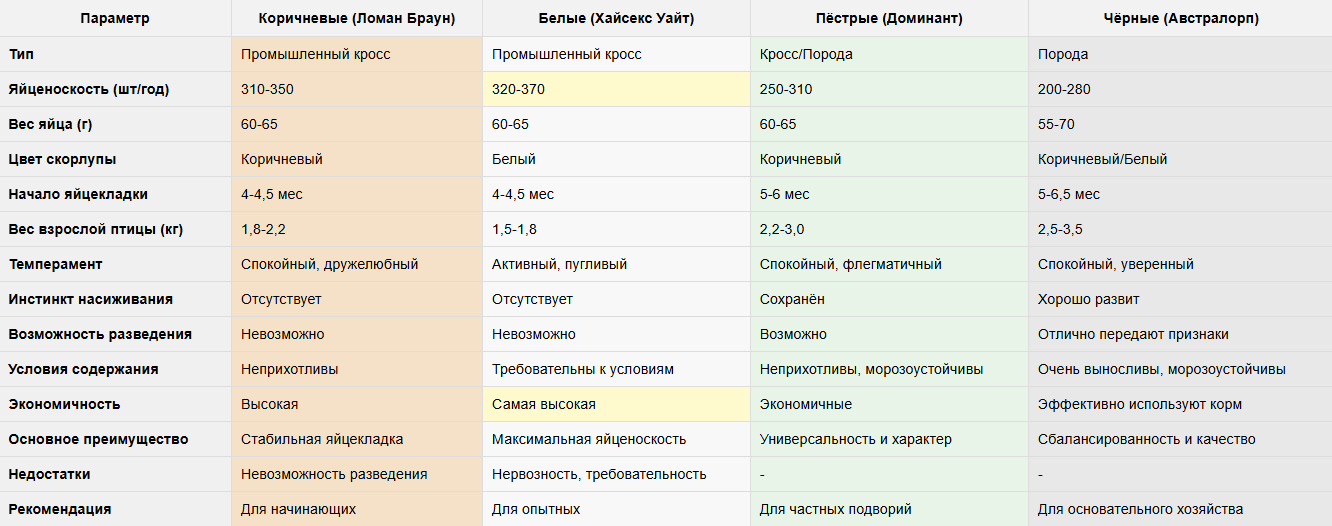 Параметр Коричневые (Ломан Браун) Белые (Хайсекс Уайт) Пёстрые (Доминант) Чёрные (Австралорп)
Тип Промышленный кросс Промышленный кросс Кросс/Порода Порода
Яйценоскость (шт/год) 310-350 320-370 250-310 200-280
Вес яйца (г) 60-65 60-65 60-65 55-70
Цвет скорлупы Коричневый Белый Коричневый Коричневый/Белый
Начало яйцекладки 4-4,5 мес 4-4,5 мес 5-6 мес 5-6,5 мес
Вес взрослой птицы (кг) 1,8-2,2 1,5-1,8 2,2-3,0 2,5-3,5
Темперамент Спокойный, дружелюбный Активный, пугливый Спокойный, флегматичный Спокойный, уверенный
Инстинкт насиживания Отсутствует Отсутствует Сохранён Хорошо развит
Возможность разведения Невозможно Невозможно Возможно Отлично передают признаки
Условия содержания Неприхотливы Требовательны к условиям Неприхотливы, морозоустойчивы Очень выносливы, морозоустойчивы
Экономичность Высокая Самая высокая Экономичные Эффективно используют корм
Основное преимущество Стабильная яйцекладка Максимальная яйценоскость Универсальность и характер Сбалансированность и качество
Недостатки Невозможность разведения Нервозность, требовательность - -
Рекомендация Для начинающих Для опытных Для частных подворий Для основательного хозяйства